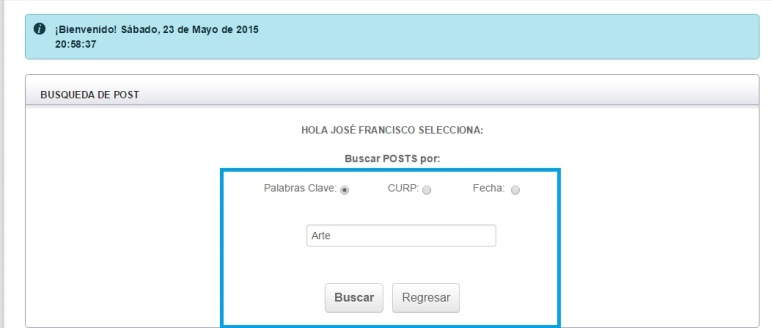 ¡Bienvenido! Sábado, 23 de Mayo de 2015
20:58:37
BUSQUEDA DE POST
HOLA JOSÉ FRANCISCO SELECCIONA:
Buscar POSTS por:
Palabras Clave: CURP: Fecha:
Arte
Buscar Regresar